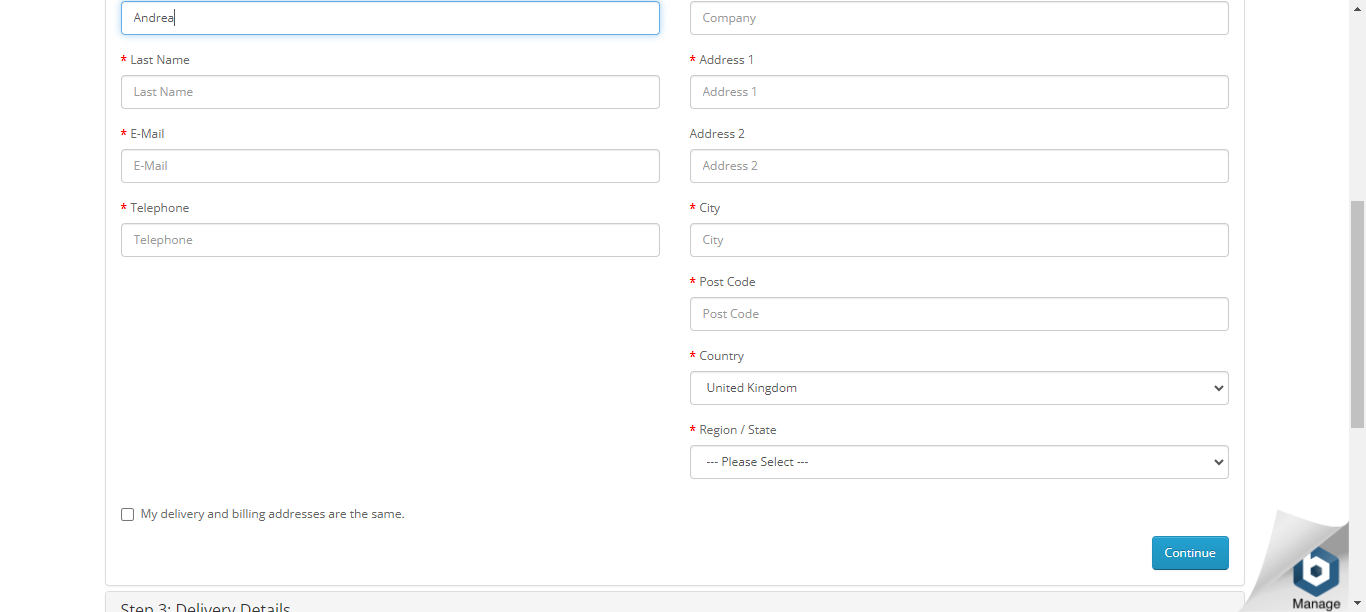 Andrea
Company
* Last Name
Last Name
* Address 1
Address 1
* E-Mail
E-Mail
Address 2
Address 2
* Telephone
Telephone
* City
City
* Post Code
Post Code
* Country
United Kingdom
* Region / State
--- Please Select ---
My delivery and billing addresses are the same.
Continue
Step 3: Delivery Details
Manage